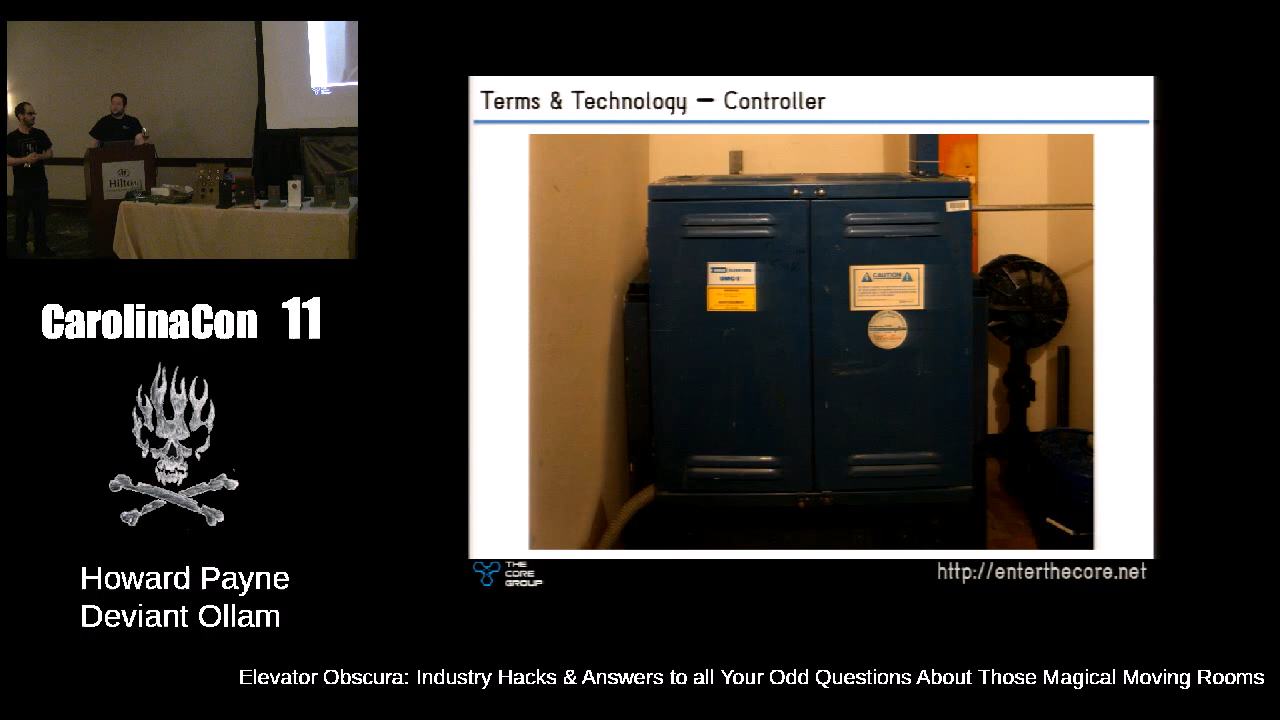 Terms & Technology – Controller
CAUTION
Hilton
CarolinaCon 11
THE
CORE
GROUP
http://enterthecore.net
Howard Payne
Deviant Ollam
Elevator Obscura: Industry Hacks & Answers to all Your Odd Questions About Those Magical Moving Rooms